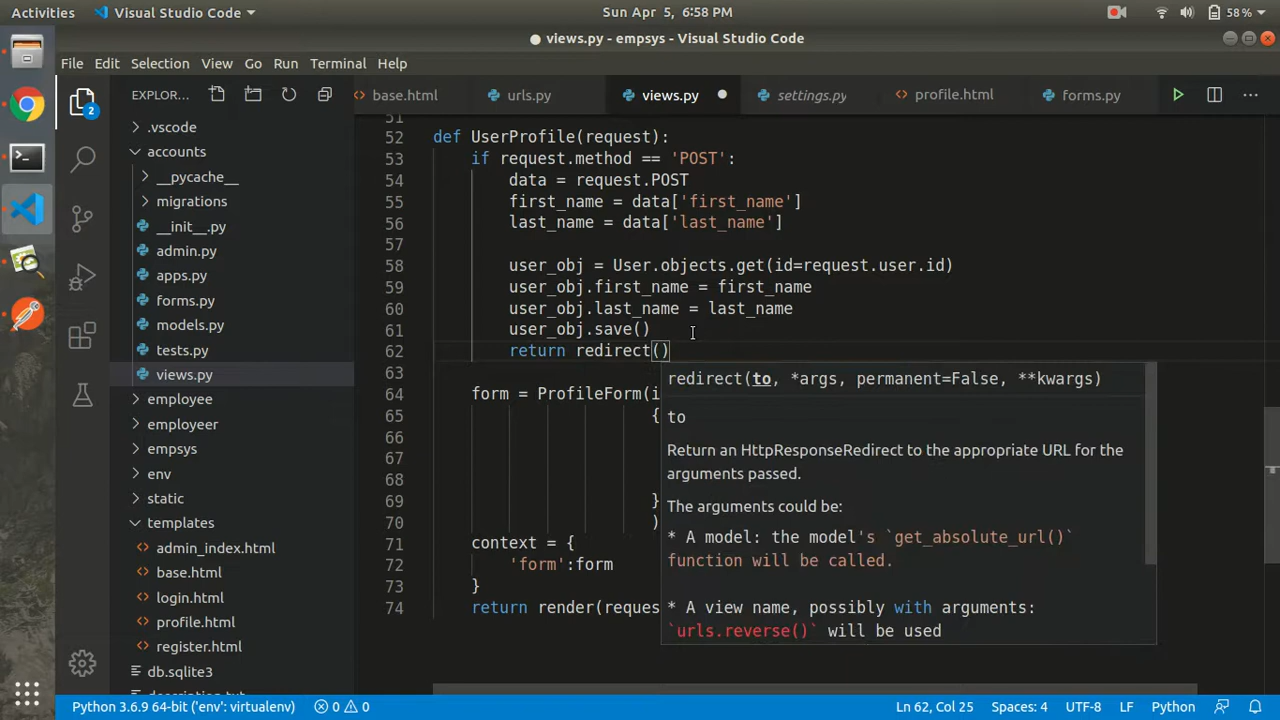 Activities
Visual Studio Code
Sun Apr 5, 6:58 PM
58%
● views.py - empsys - Visual Studio Code
File Edit Selection View Go Run Terminal Help
2
EXPLOR...
base.html
urls.py
views.py
settings.py
profile.html
forms.py
.vscode
accounts
__pycache__
migrations
__init__.py
admin.py
apps.py
forms.py
models.py
tests.py
views.py
employee
employeer
empsys
env
static
templates
admin_index.html
base.html
login.html
profile.html
register.html
db.sqlite3
description.txt
51
52 def UserProfile(request):
53 if request.method == 'POST':
54 data = request.POST
55 first_name = data['first_name']
56 last_name = data['last_name']
57
58 user_obj = User.objects.get(id=request.user.id)
59 user_obj.first_name = first_name
60 user_obj.last_name = last_name
61 user_obj.save()
62 return redirect()
63
64 form = ProfileForm(i
65 {
66
67
68
69 }
70 )
71 context = {
72 'form':form
73 }
74 return render(reques
redirect(to, *args, permanent=False, **kwargs)
to
Return an HttpResponseRedirect to the appropriate URL for the
arguments passed.
The arguments could be:
* A model: the model's `get_absolute_url()`
function will be called.
* A view name, possibly with arguments:
`urls.reverse()` will be used
Python 3.6.9 64-bit ('env': virtualenv)
0
0
Ln 62, Col 25
Spaces: 4
UTF-8
LF
Python